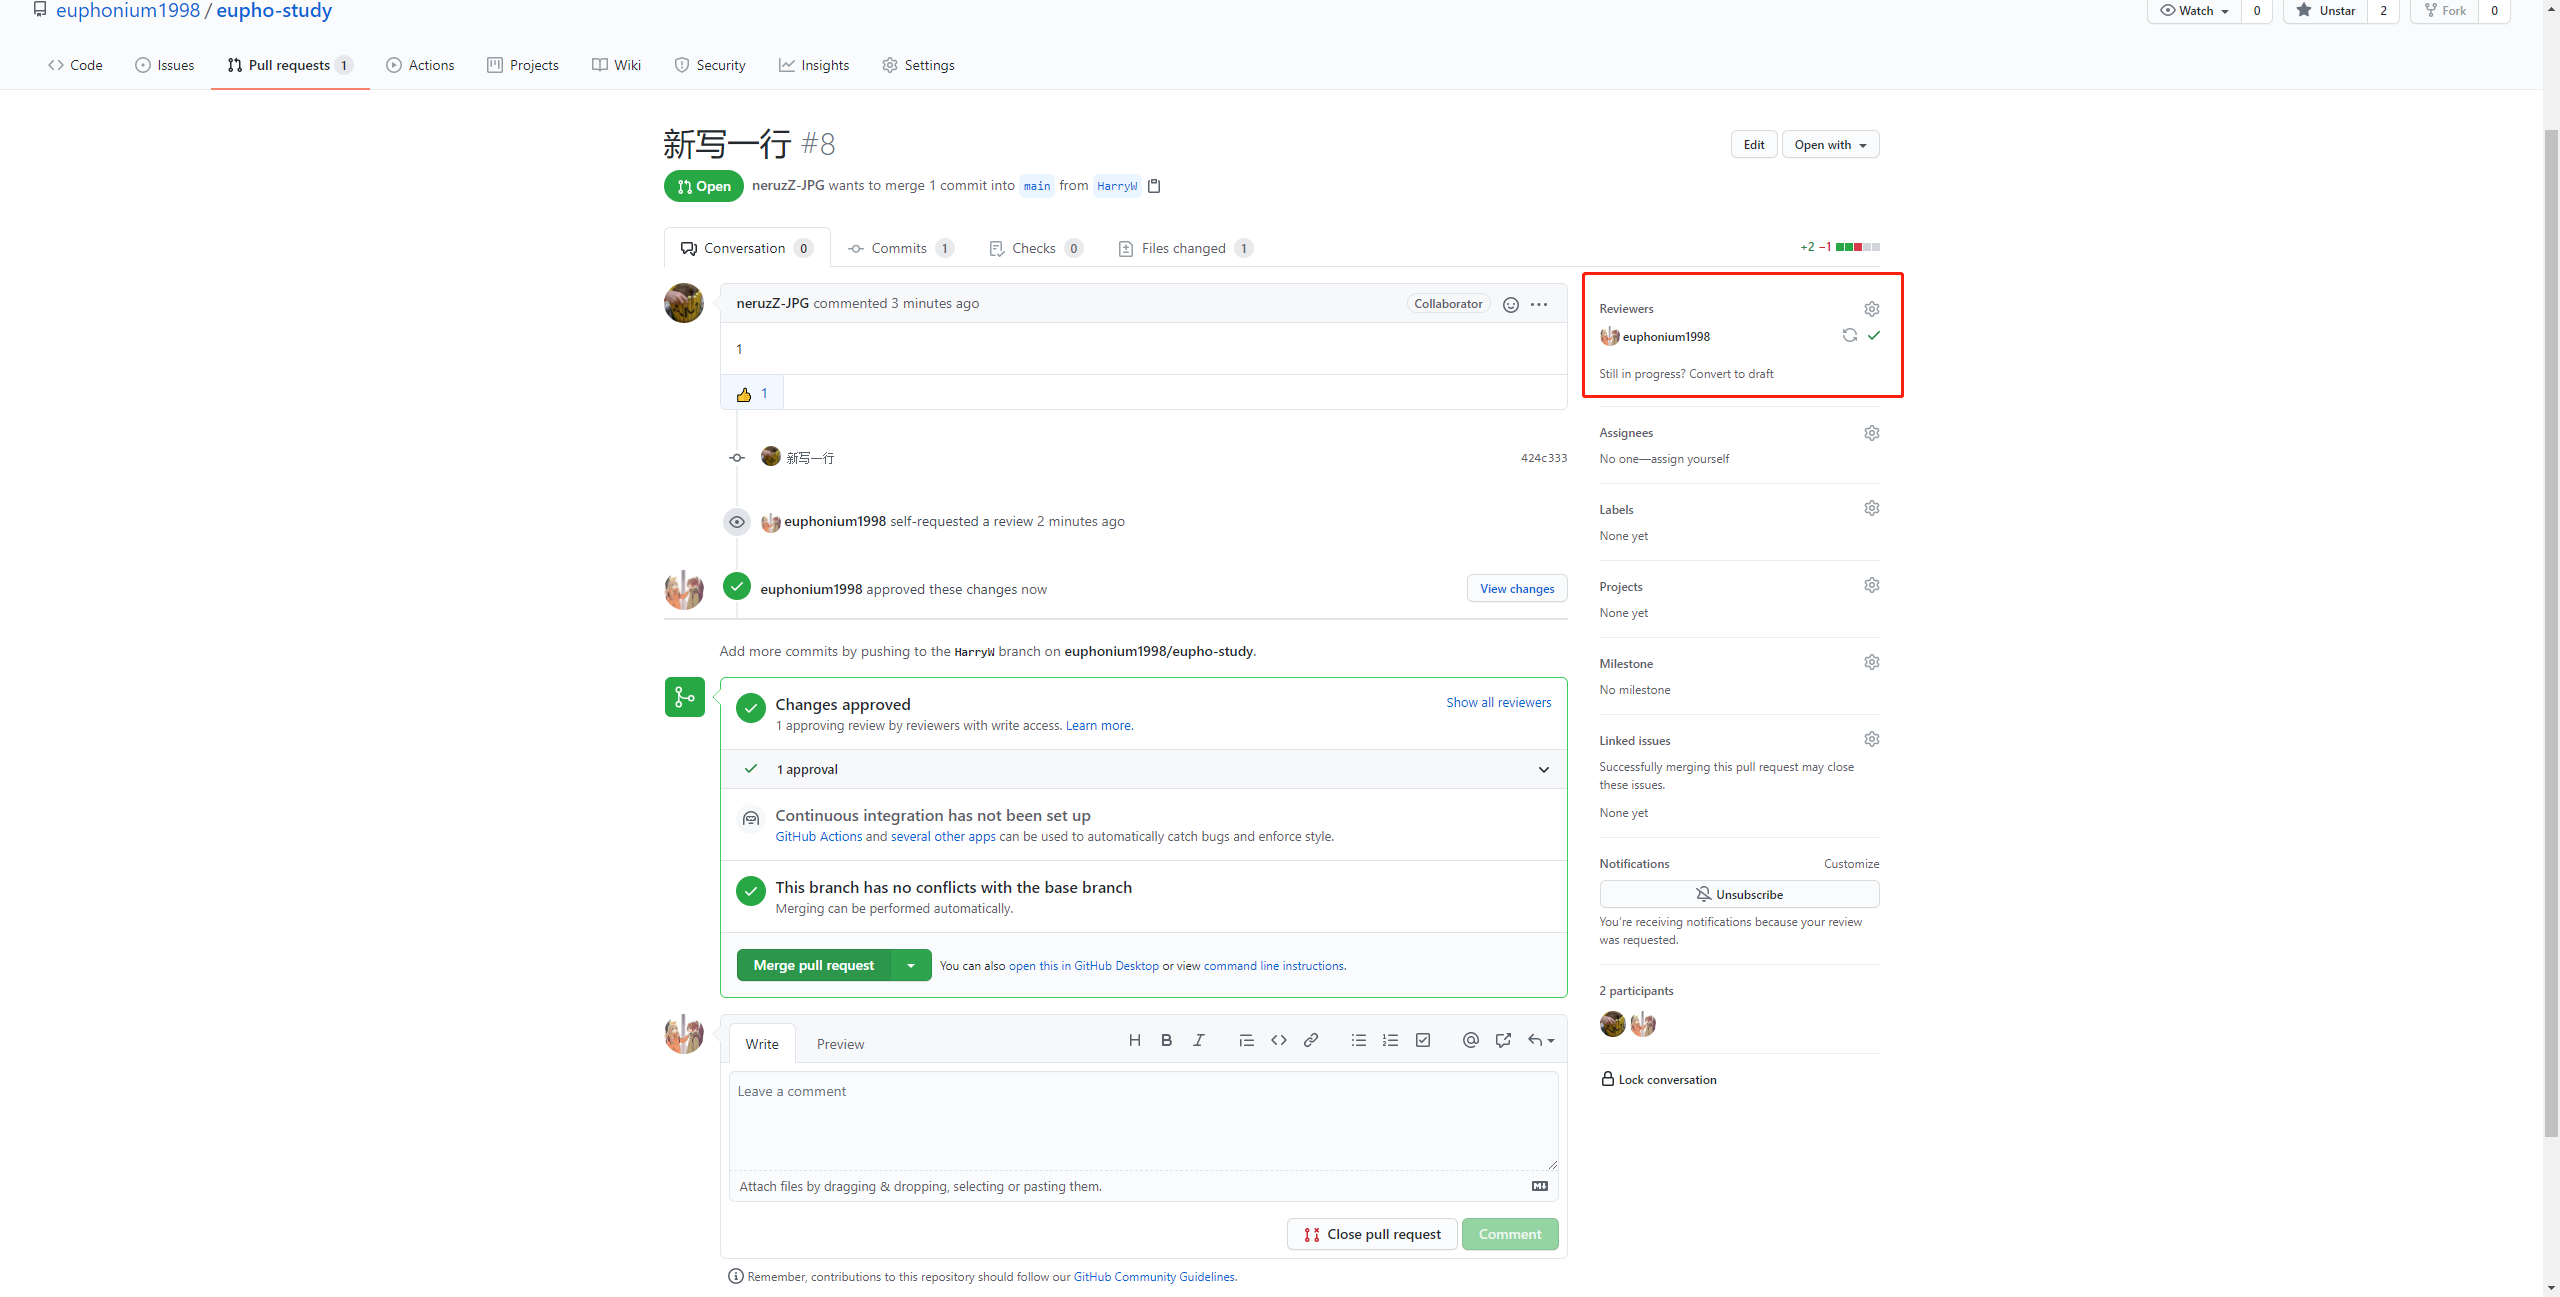 euphonium1998 / eupho-study
Watch 0 Unstar 2 Fork 0
Code Issues Pull requests 1 Actions Projects Wiki Security Insights Settings
新写一行 #8
Edit Open with
Open neruzZ-JPG wants to merge 1 commit into main from HarryW
Conversation 0 Commits 1 Checks 0 Files changed 1
+2 −1
neruzZ-JPG commented 3 minutes ago
Collaborator
1
👍 1
新写一行 424c333
euphonium1998 self-requested a review 2 minutes ago
euphonium1998 approved these changes now
View changes
Add more commits by pushing to the HarryW branch on euphonium1998/eupho-study.
Changes approved
Show all reviewers
1 approving review by reviewers with write access. Learn more.
1 approval
Continuous integration has not been set up
GitHub Actions and several other apps can be used to automatically catch bugs and enforce style.
This branch has no conflicts with the base branch
Merging can be performed automatically.
Merge pull request You can also open this in GitHub Desktop or view command line instructions.
Write Preview
Leave a comment
Attach files by dragging & dropping, selecting or pasting them.
Close pull request Comment
Remember, contributions to this repository should follow our GitHub Community Guidelines.
Reviewers
euphonium1998
Still in progress? Convert to draft
Assignees
No one—assign yourself
Labels
None yet
Projects
None yet
Milestone
No milestone
Linked issues
Successfully merging this pull request may close
these issues.
None yet
Notifications Customize
Unsubscribe
You're receiving notifications because your review
was requested.
2 participants
Lock conversation